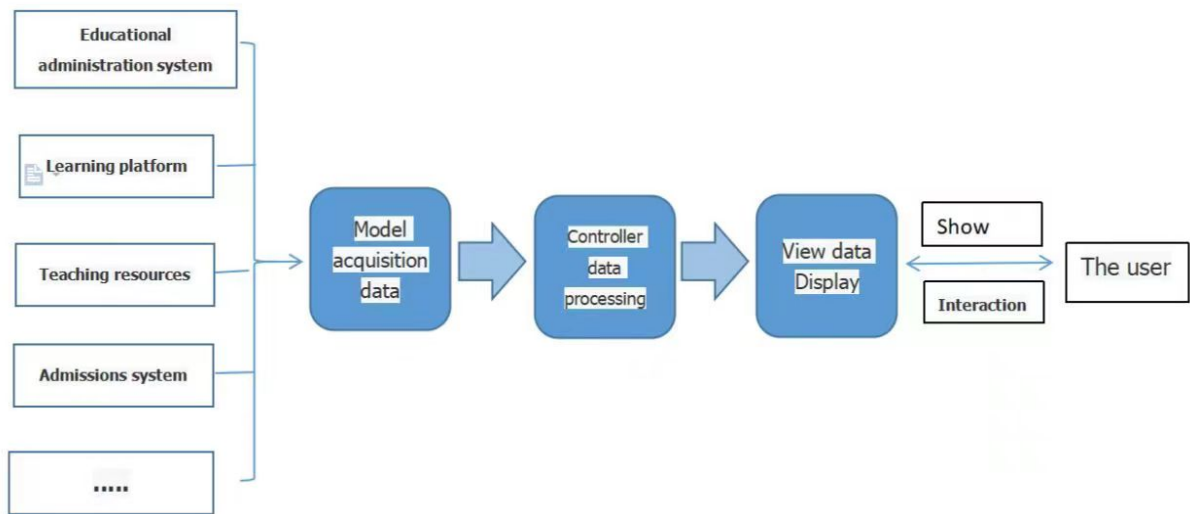 Educational
administration system
Learning platform
Teaching resources
Admissions system
.....
Model
acquisition
data
Controller
data
processing
View data
Display
Show
Interaction
The user